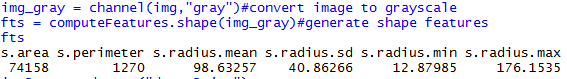 img_gray = channel(img,"gray")#convert image to grayscale
fts = computeFeatures.shape(img_gray)#generate shape features
fts
s.area s.perimeter s.radius.mean s.radius.sd s.radius.min s.radius.max
74158 1270 98.63257 40.86266 12.87985 176.1535